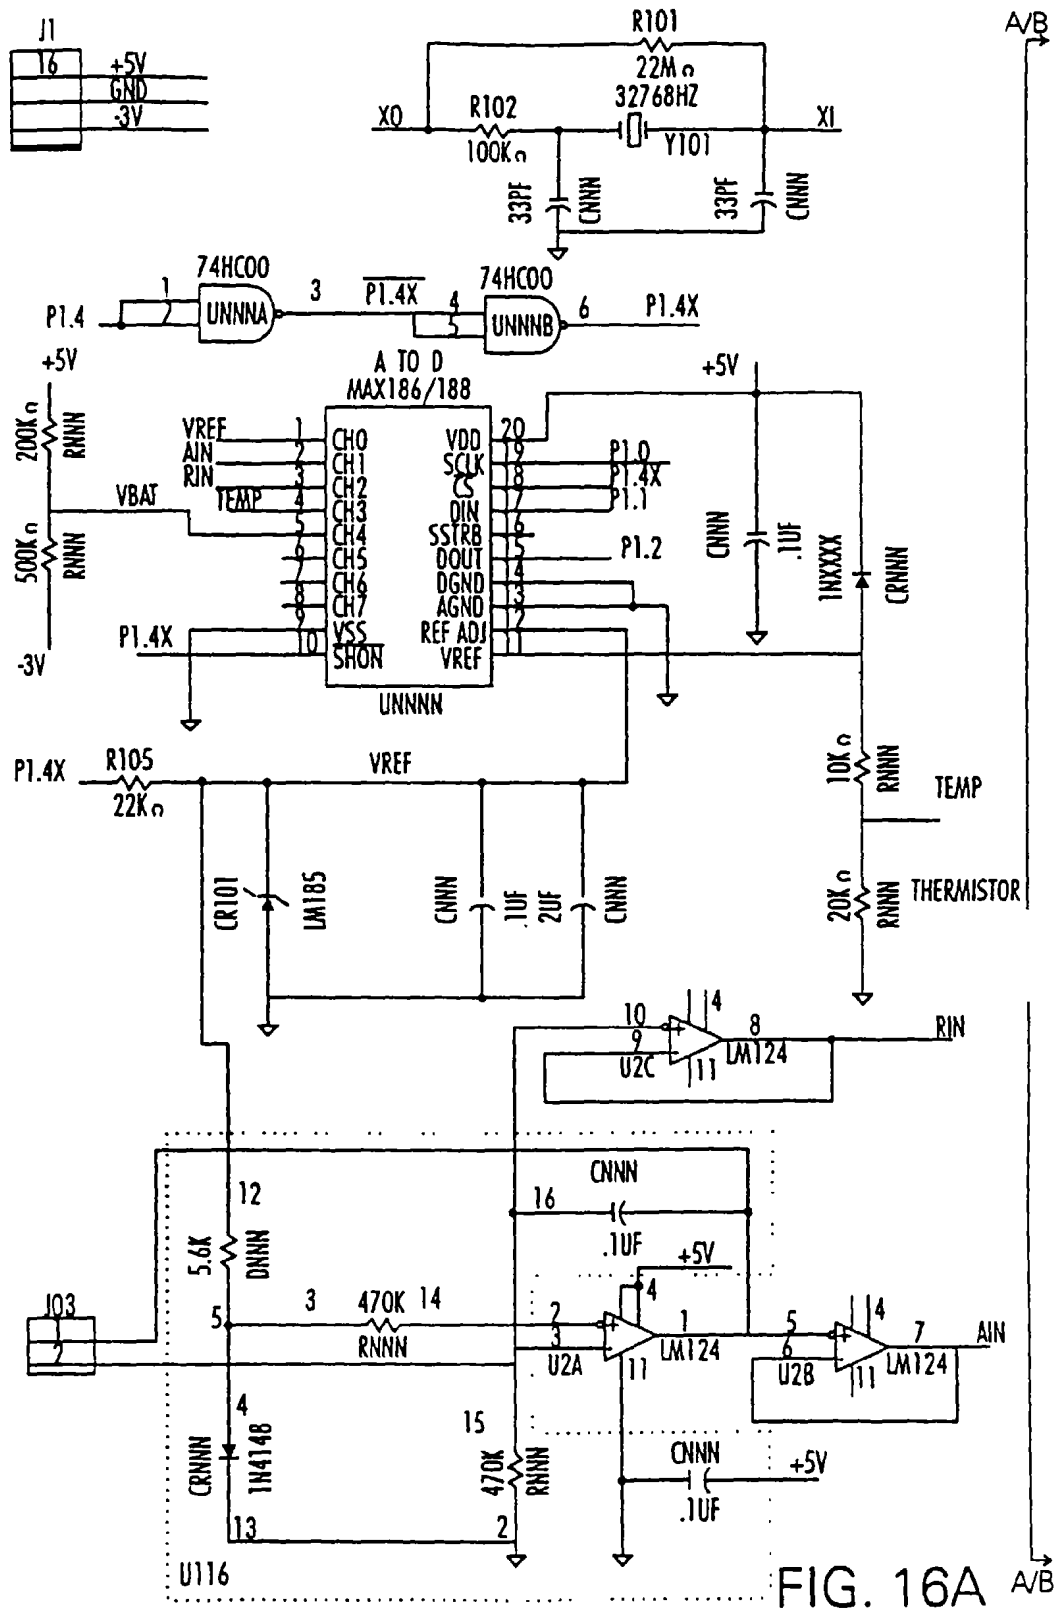 J1
16
+5V
GND
-3V
R101
22MΩ
32768HZ
XO
R102
100KΩ
Y101
XI
33PF
CNNN
33PF
CNNN
A/B
74HC00
P1.4
1
2
UNNNA
3
P1.4X
74HC00
4
5
UNNNB
6
P1.4X
+5V
200KΩ
RNNN
VBAT
500KΩ
RNNN
-3V
A TO D
MAX186/188
VREF
1
CH0
AIN
2
CH1
RIN
3
CH2
TEMP
4
CH3
5
CH4
CH5
7
CH6
8
CH7
9
VSS
P1.4X
10
SHDN
VDD
20
SCLK
19
P1.0
CS
18
P1.4X
DIN
17
P1.1
SSTRB
16
DOUT
15
P1.2
DGND
14
AGND
13
REF ADJ
12
VREF
11
UNNNN
+5V
CNNN
.1UF
1NXXX
CRNNN
10KΩ
RNNN
TEMP
20KΩ
RNNN
THERMISTOR
P1.4X
R105
22KΩ
VREF
CR101
LM185
CNNN
.1UF
2UF
CNNN
10
9
U2C
4
11
8
LM124
RIN
12
5.6K
DNNN
CNNN
16
.1UF
+5V
J03
1
2
5
3
470K
14
RNNN
2
3
U2A
4
11
1
LM124
5
6
U2B
4
11
7
LM124
AIN
4
CRNNN
1N4148
13
15
470K
RNNN
2
CNNN
.1UF
+5V
U116
FIG. 16A
A/B